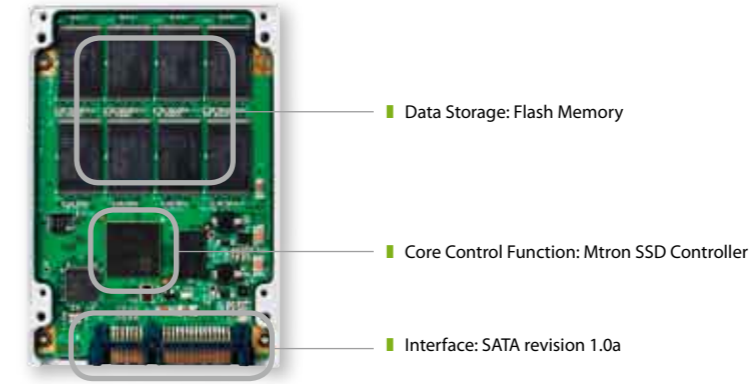 Data Storage: Flash Memory
Core Control Function: Mtron SSD Controller
Interface: SATA revision 1.0a